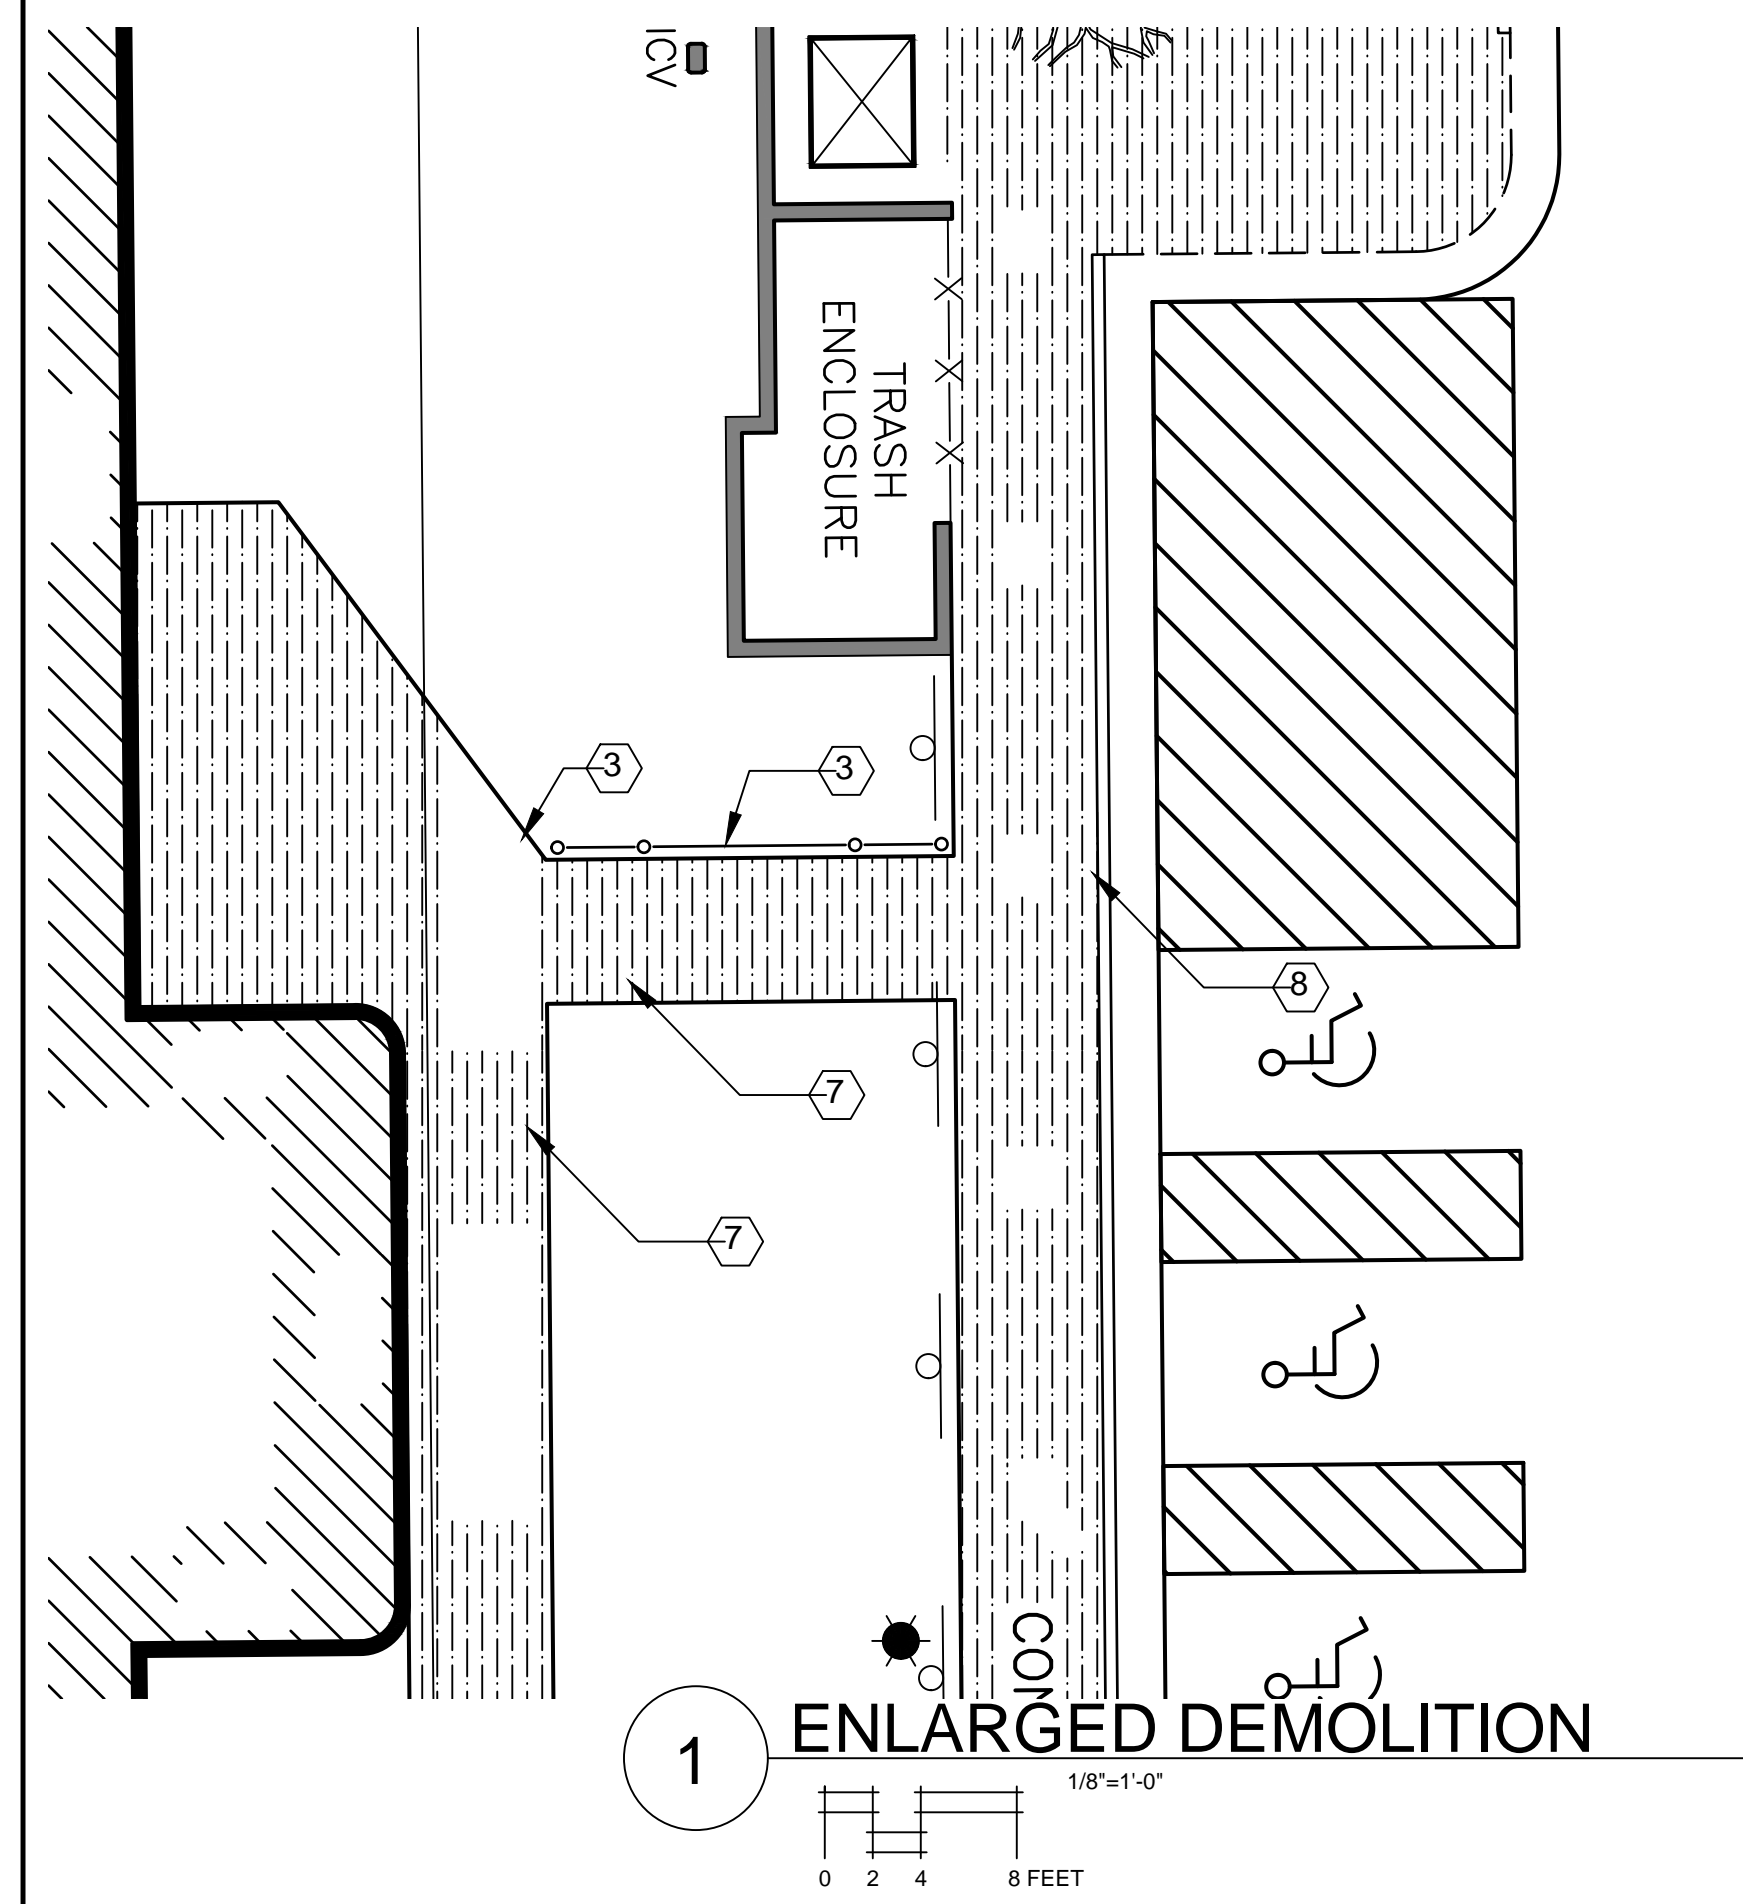 ICV
TRASH
ENCLOSURE
3
3
8
7
7
CON
1
ENLARGED DEMOLITION
1/8"=1'-0"
0 2 4 8 FEET